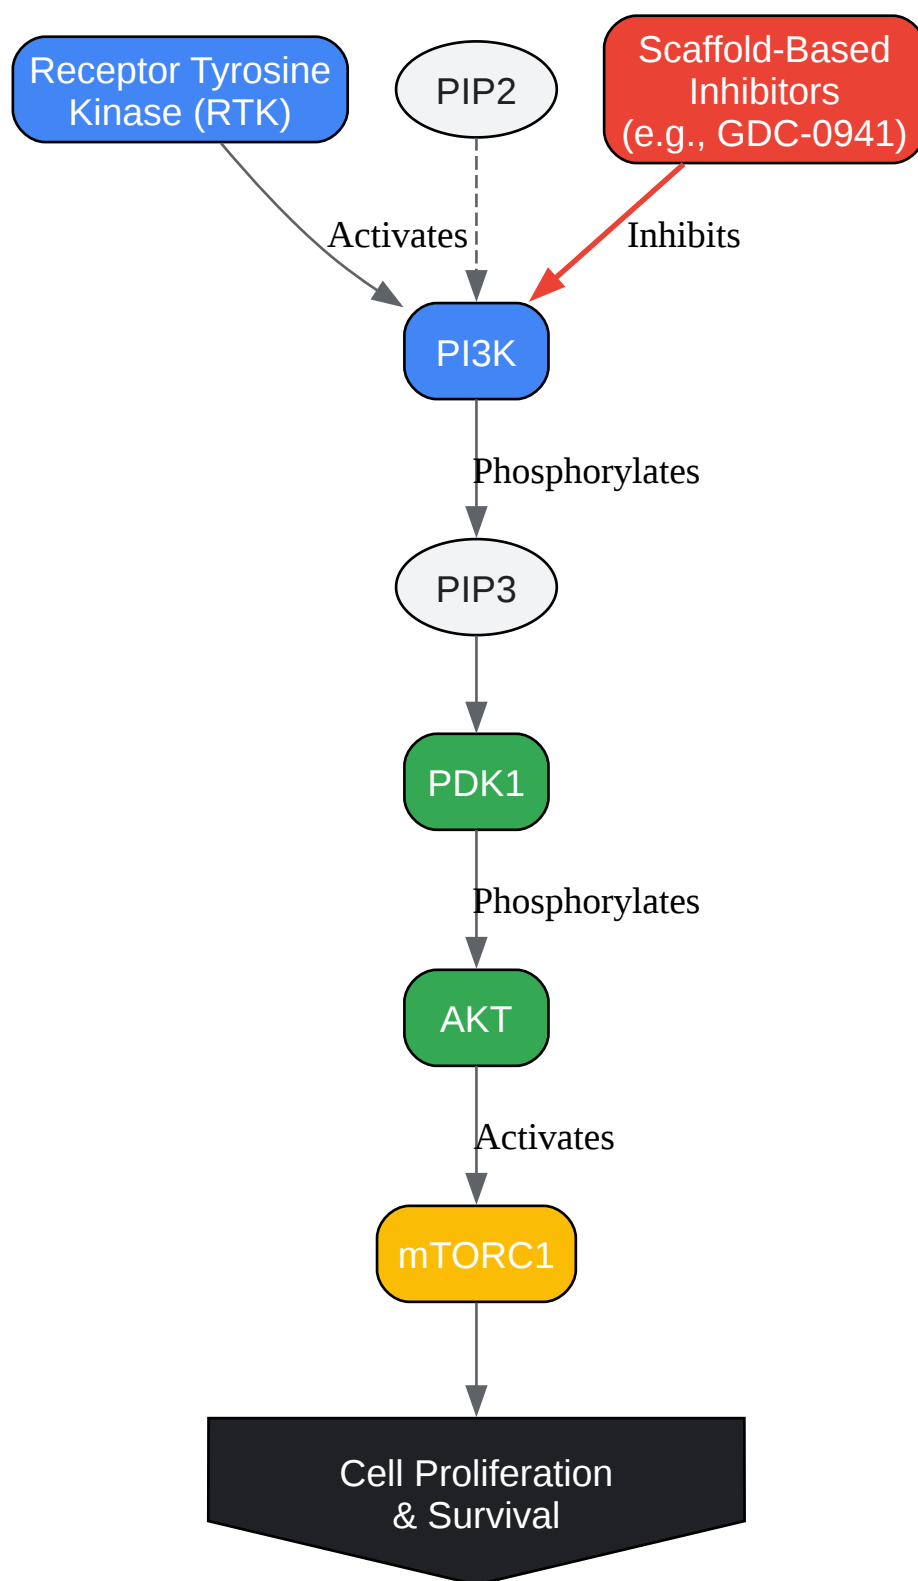 Receptor Tyrosine
Kinase (RTK)
PIP2
Scaffold-Based
Inhibitors
(e.g., GDC-0941)
Activates
Inhibits
PI3K
Phosphorylates
PIP3
PDK1
Phosphorylates
AKT
Activates
mTORC1
Cell Proliferation
& Survival